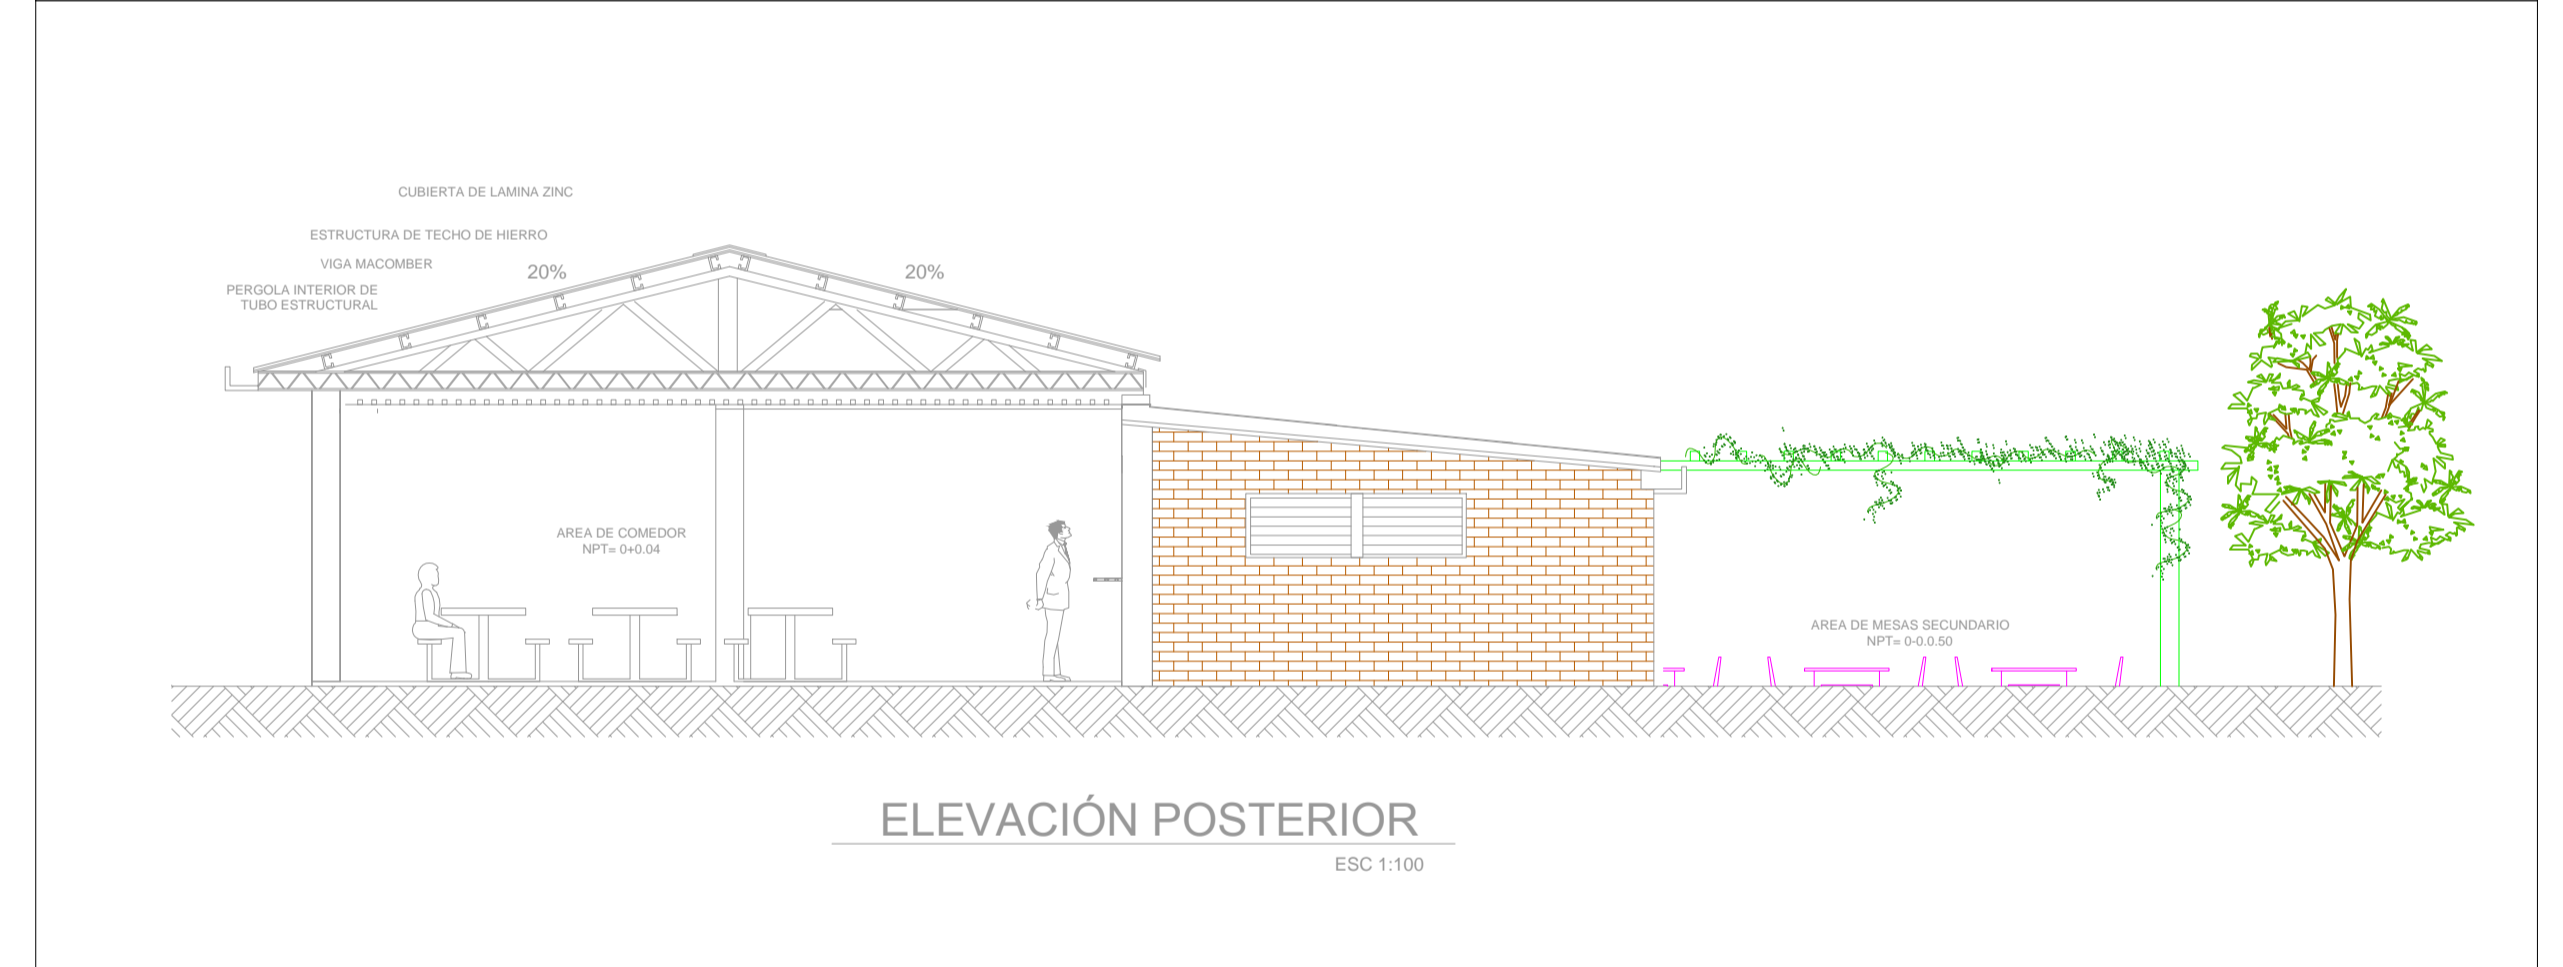 CUBIERTA DE LAMINA ZINC
ESTRUCTURA DE TECHO DE HIERRO
VIGA MACOMBER
20%
20%
PERGOLA INTERIOR DE
TUBO ESTRUCTURAL
AREA DE COMEDOR
NPT= 0+0.04
AREA DE MESAS SECUNDARIO
NPT= 0-0.0.50
ELEVACIÓN POSTERIOR
ESC 1:100